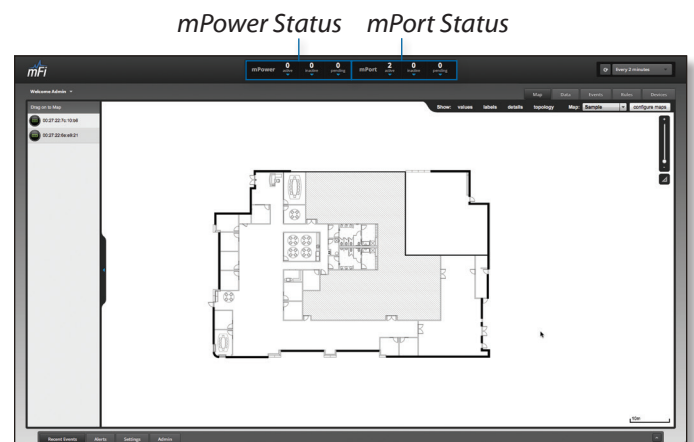 mPower Status mPort Status
mFi
mPower 0 active 0 inactive 0 pending mPort 2 active 0 inactive 0 pending
Every 2 minutes
Welcome Admin
Map Data Events Rules Devices
Drag on to Map
Show: values labels details topology Map: Sample configure maps
00:27:22:7c:10:b6
00:27:22:6e:e8:21
10m
Recent Events Alerts Settings Admin